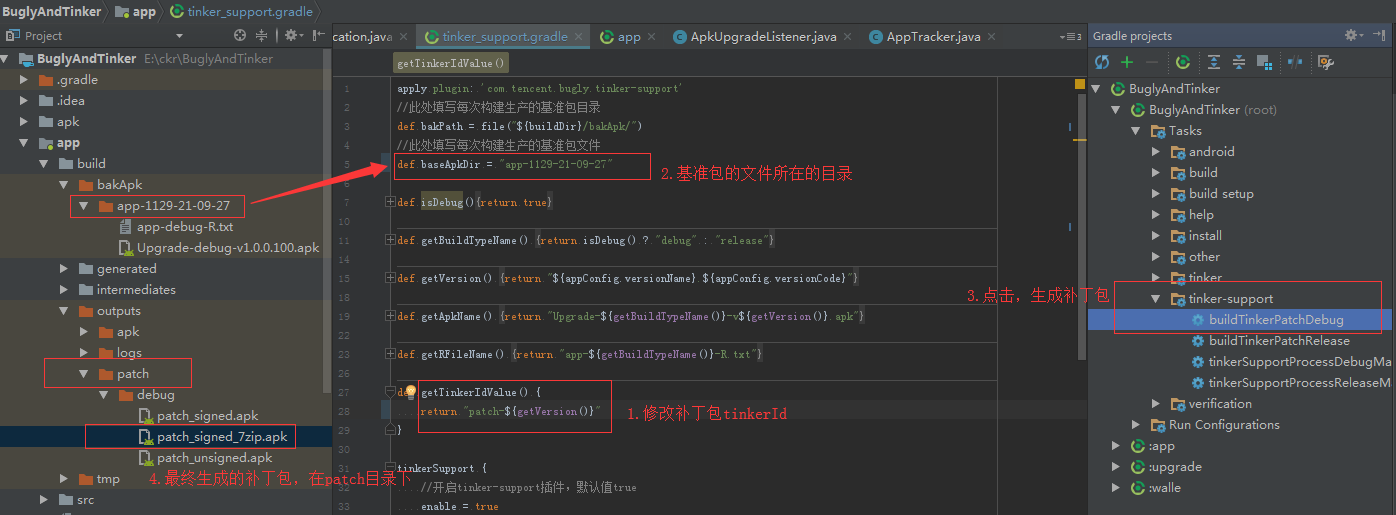 BuglyAndTinker app tinker_support.gradle
Project
BuglyAndTinker E:\ckr\BuglyAndTinker
.gradle
.idea
apk
app
build
bakApk
app-1129-21-09-27
app-debug-R.txt
Upgrade-debug-v1.0.0.100.apk
generated
intermediates
outputs
apk
logs
patch
debug
patch_signed.apk
patch_signed_7zip.apk
patch_unsigned.apk
tmp
src
4.最终生成的补丁包，在patch目录下
cation.java tinker_support.gradle app ApkUpgradeListener.java AppTracker.java
3
getTinkerIdValue()
1 apply plugin: 'com.tencent.bugly.tinker-support'
2 //此处填写每次构建生产的基准包目录
3 def bakPath = file("${buildDir}/bakApk/")
4 //此处填写每次构建生产的基准包文件
5 def baseApkDir = "app-1129-21-09-27"
2.基准包的文件所在的目录
6
7 def isDebug(){return true}
10
11 def getBuildTypeName() {return isDebug() ? "debug" : "release"}
14
15 def getVersion() {return "${appConfig.versionName}.${appConfig.versionCode}"}
18
19 def getApkName() {return "Upgrade-${getBuildTypeName()}-v${getVersion()}.apk"}
22
23 def getRFileName() {return "app-${getBuildTypeName()}-R.txt"}
26
27 def getTinkerIdValue() {
28 return "patch-${getVersion()}"
1.修改补丁包tinkerId
29 }
30
31 tinkerSupport {
32 //开启tinker-support插件，默认值true
33 enable = true
Gradle projects
BuglyAndTinker
BuglyAndTinker (root)
Tasks
android
build
build setup
help
install
other
tinker
3.点击，生成补丁包
tinker-support
buildTinkerPatchDebug
buildTinkerPatchRelease
tinkerSupportProcessDebugMa
tinkerSupportProcessReleaseM
verification
Run Configurations
:app
:upgrade
:walle